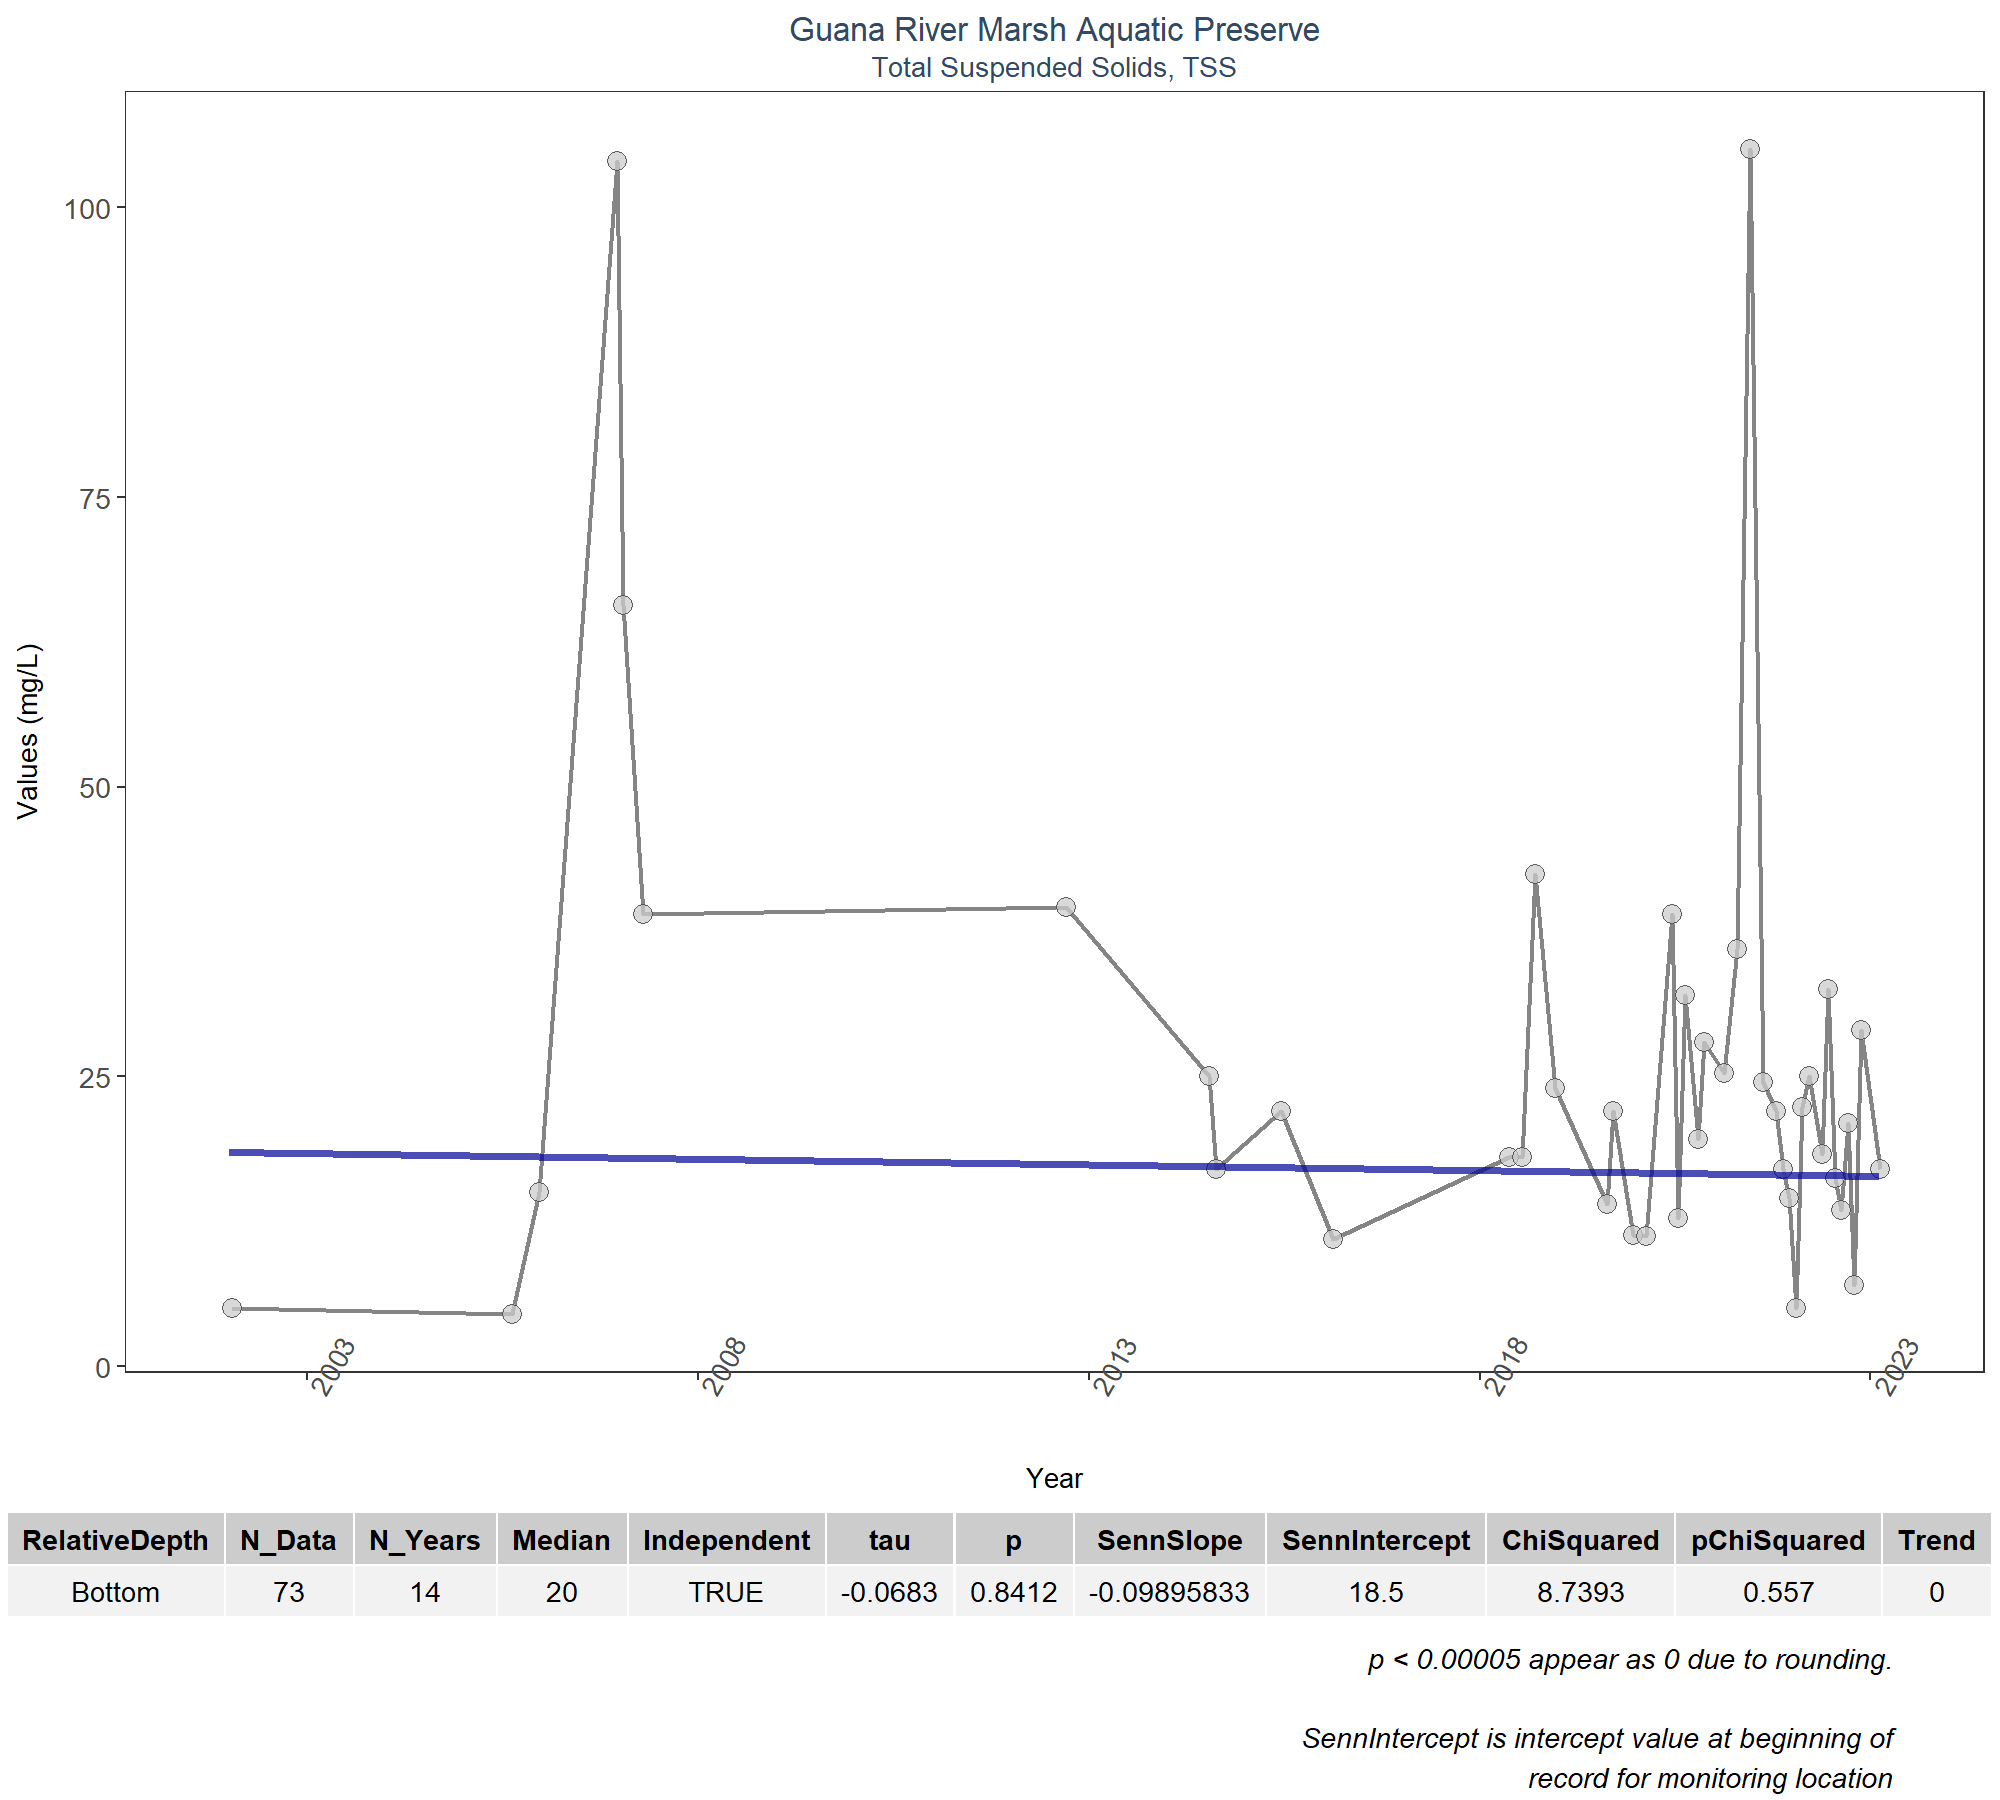 Guana River Marsh Aquatic Preserve
Total Suspended Solids, TSS
Values (mg/L)
100
75
50
25
0
2003 2008 2013 2018 2023
Year
RelativeDepth N_Data N_Years Median Independent tau p SennSlope SennIntercept ChiSquared pChiSquared Trend
Bottom 73 14 20 TRUE -0.0683 0.8412 -0.09895833 18.5 8.7393 0.557 0
p < 0.00005 appear as 0 due to rounding.
SennIntercept is intercept value at beginning of
record for monitoring location